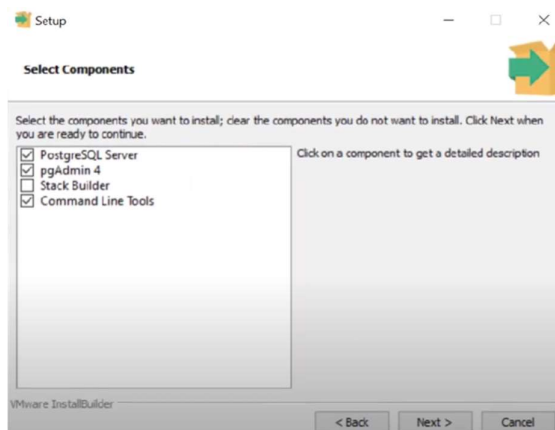 Setup
Select Components
Select the components you want to install; clear the components you do not want to install. Click Next when
you are ready to continue.
PostgreSQL Server
pgAdmin 4
Stack Builder
Command Line Tools
Click on a component to get a detailed description
VMware InstallBuilder
< Back
Next >
Cancel